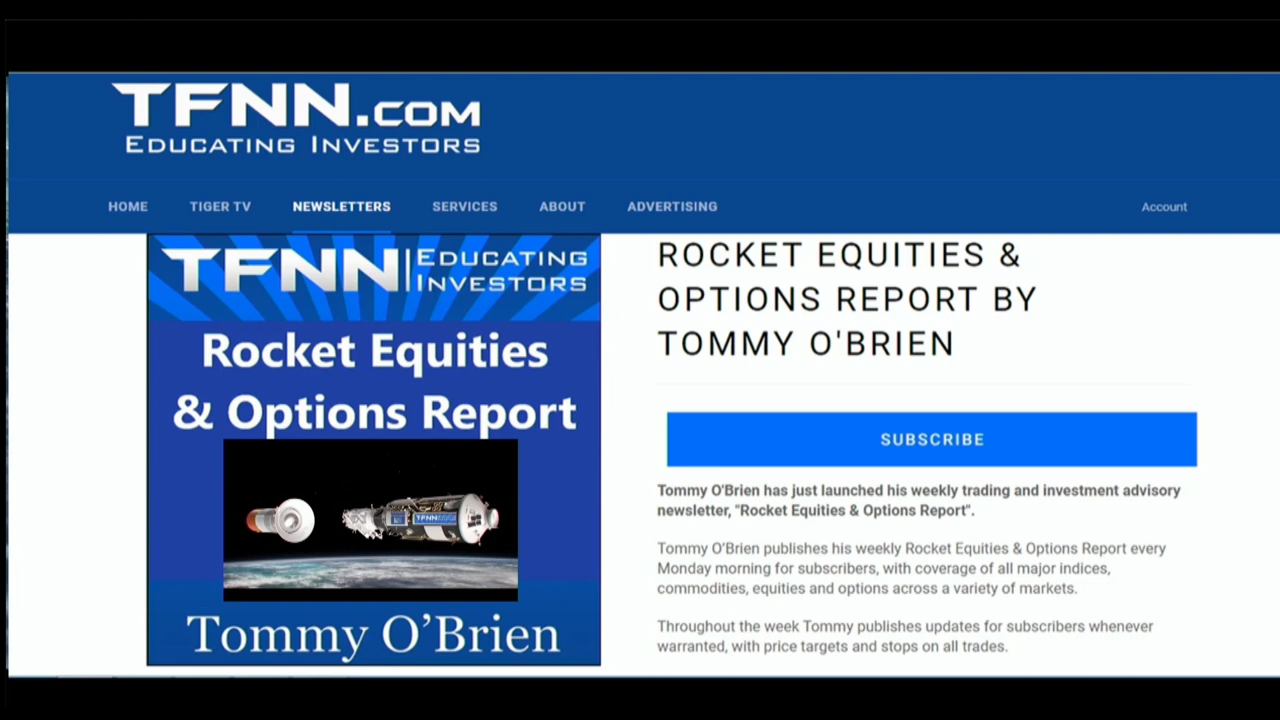 TFNN.COM
EDUCATING INVESTORS
HOME TIGER TV NEWSLETTERS SERVICES ABOUT ADVERTISING Account
TFNN EDUCATING
INVESTORS
Rocket Equities
& Options Report
TFNN
Tommy O’Brien
ROCKET EQUITIES &
OPTIONS REPORT BY
TOMMY O'BRIEN
SUBSCRIBE
Tommy O'Brien has just launched his weekly trading and investment advisory
newsletter, "Rocket Equities & Options Report".
Tommy O’Brien publishes his weekly Rocket Equities & Options Report every
Monday morning for subscribers, with coverage of all major indices,
commodities, equities and options across a variety of markets.
Throughout the week Tommy publishes updates for subscribers whenever
warranted, with price targets and stops on all trades.